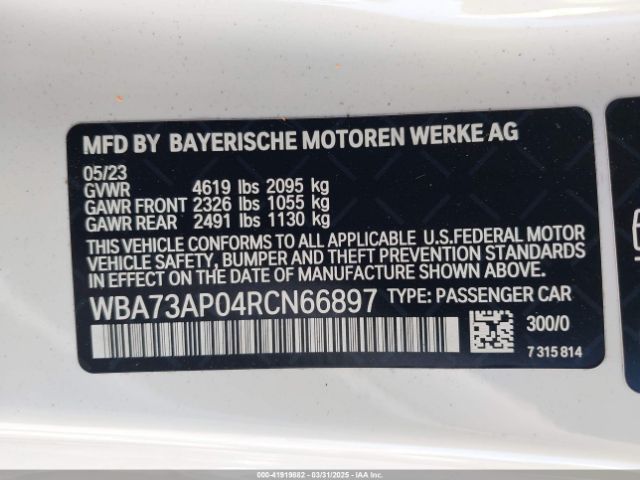 MFD BY BAYERISCHE MOTOREN WERKE AG
05/23
GVWR 4619 lbs 2095 kg
GAWR FRONT 2326 lbs 1055 kg
GAWR REAR 2491 lbs 1130 kg
THIS VEHICLE CONFORMS TO ALL APPLICABLE U.S.FEDERAL MOTOR
VEHICLE SAFETY, BUMPER AND THEFT PREVENTION STANDARDS
IN EFFECT ON THE DATE OF MANUFACTURE SHOWN ABOVE.
WBA73AP04RCN66897 TYPE: PASSENGER CAR
300/0
7 315 814
000-41919882 - 03/31/2025 - All Rights Reserved